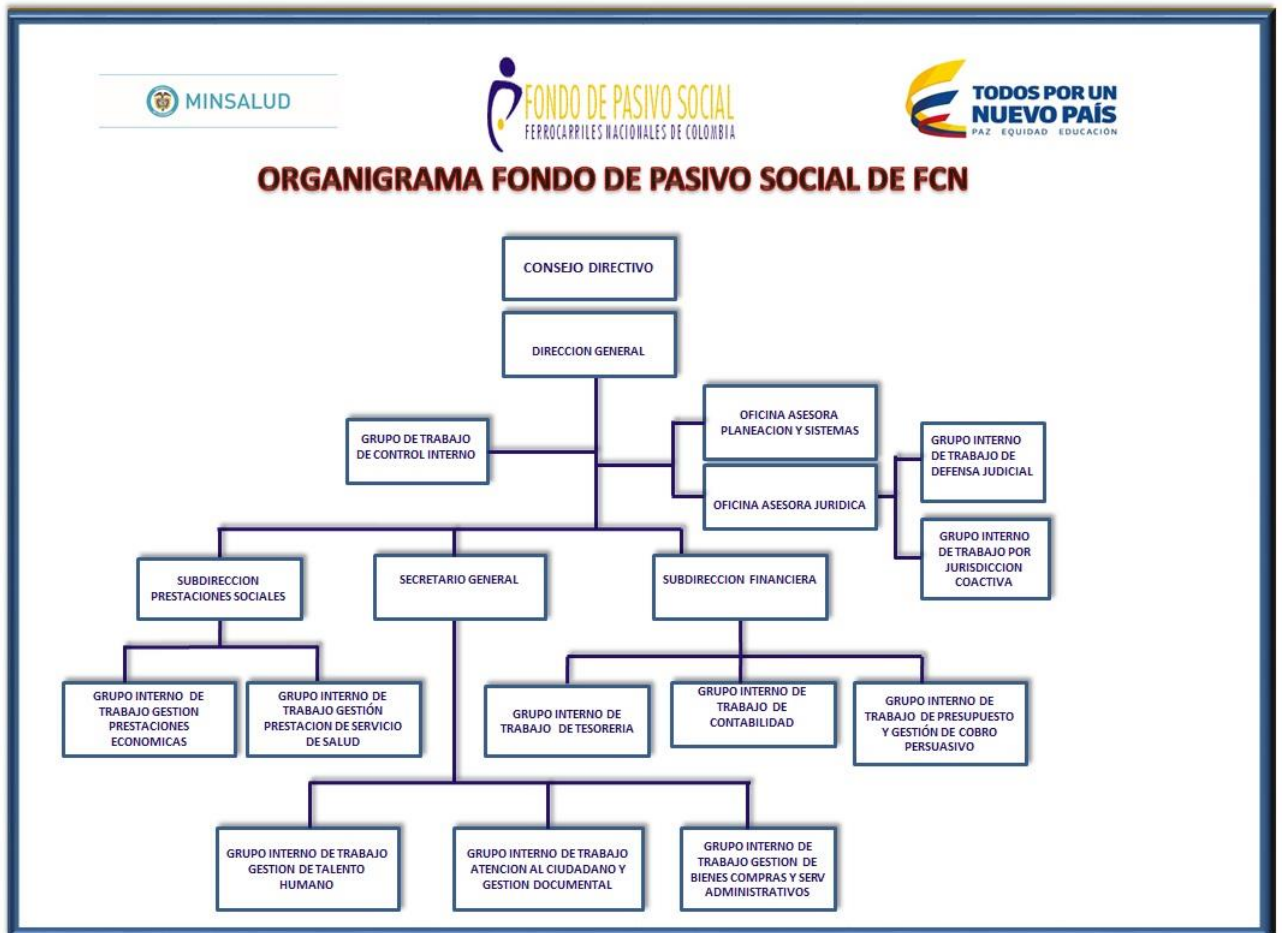 MINSALUD
FONDO DE PASIVO SOCIAL
FERROCARRILES NACIONALES DE COLOMBIA
TODOS POR UN
NUEVO PAÍS
PAZ EQUIDAD EDUCACIÓN
ORGANIGRAMA FONDO DE PASIVO SOCIAL DE FCN
CONSEJO DIRECTIVO
DIRECCION GENERAL
GRUPO DE TRABAJO
DE CONTROL INTERNO
OFICINA ASESORA
PLANEACION Y SISTEMAS
OFICINA ASESORA JURIDICA
GRUPO INTERNO
DE TRABAJO DE
DEFENSA JUDICIAL
GRUPO INTERNO
DE TRABAJO POR
JURISDICCION
COACTIVA
SUBDIRECCION
PRESTACIONES SOCIALES
SECRETARIO GENERAL
SUBDIRECCION FINANCIERA
GRUPO INTERNO DE
TRABAJO GESTION
PRESTACIONES
ECONOMICAS
GRUPO INTERNO DE
TRABAJO GESTIÓN
PRESTACION DE SERVICIO
DE SALUD
GRUPO INTERNO DE
TRABAJO DE TESORERIA
GRUPO INTERNO DE
TRABAJO DE
CONTABILIDAD
GRUPO INTERNO DE
TRABAJO DE PRESUPUESTO
Y GESTIÓN DE COBRO
PERSUASIVO
GRUPO INTERNO DE TRABAJO
GESTION DE TALENTO
HUMANO
GRUPO INTERNO DE TRABAJO
ATENCION AL CIUDADANO Y
GESTION DOCUMENTAL
GRUPO INTERNO DE
TRABAJO GESTION DE
BIENES COMPRAS Y SERV
ADMINISTRATIVOS